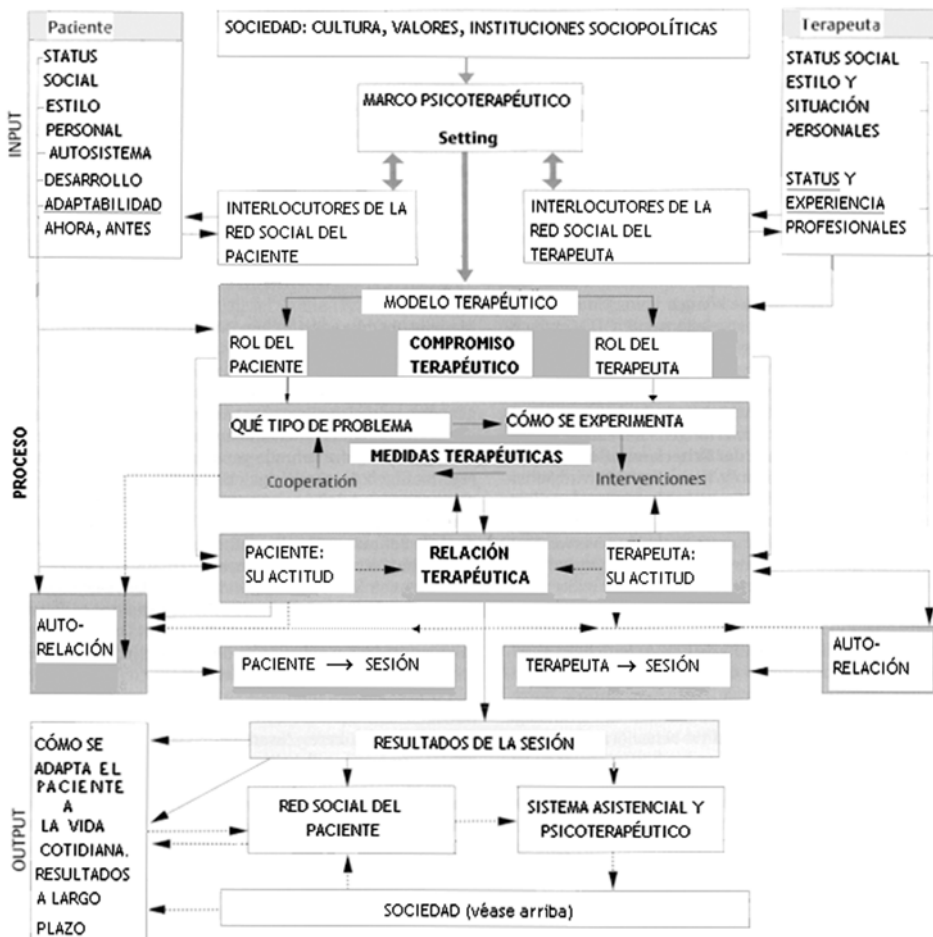 Paciente
SOCIEDAD: CULTURA, VALORES, INSTITUCIONES SOCIOPOLÍTICAS
Terapeuta
INPUT
STATUS
SOCIAL
ESTILO
PERSONAL
AUTOSISTEMA
DESARROLLO
ADAPTABILIDAD
AHORA, ANTES
MARCO PSICOTERAPÉUTICO
Setting
STATUS SOCIAL
ESTILO Y
SITUACIÓN
PERSONALES
STATUS Y
EXPERIENCIA
PROFESIONALES
INTERLOCUTORES DE LA
RED SOCIAL DEL
PACIENTE
INTERLOCUTORES DE LA
RED SOCIAL DEL
TERAPEUTA
PROCESO
MODELO TERAPÉUTICO
ROL DEL
PACIENTE
COMPROMISO
TERAPÉUTICO
ROL DEL
TERAPEUTA
QUÉ TIPO DE PROBLEMA
CÓMO SE EXPERIMENTA
MEDIDAS TERAPÉUTICAS
Cooperación
Intervenciones
PACIENTE:
SU ACTITUD
RELACIÓN
TERAPÉUTICA
TERAPEUTA:
SU ACTITUD
AUTO-
RELACIÓN
PACIENTE → SESIÓN
TERAPEUTA → SESIÓN
AUTO-
RELACIÓN
OUTPUT
CÓMO SE
ADAPTA EL
PACIENTE
A
LA VIDA
COTIDIANA.
RESULTADOS
A LARGO
PLAZO
RESULTADOS DE LA SESIÓN
RED SOCIAL DEL
PACIENTE
SISTEMA ASISTENCIAL Y
PSICOTERAPÉUTICO
SOCIEDAD (véase arriba)